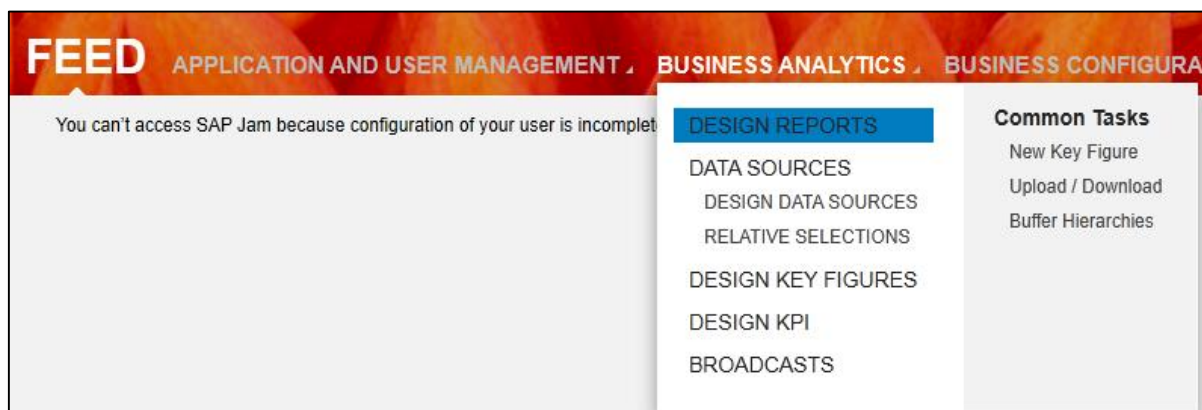 FEED APPLICATION AND USER MANAGEMENT BUSINESS ANALYTICS BUSINESS CONFIGURA
You can't access SAP Jam because configuration of your user is incomplet
DESIGN REPORTS
DATA SOURCES
DESIGN DATA SOURCES
RELATIVE SELECTIONS
DESIGN KEY FIGURES
DESIGN KPI
BROADCASTS
Common Tasks
New Key Figure
Upload / Download
Buffer Hierarchies